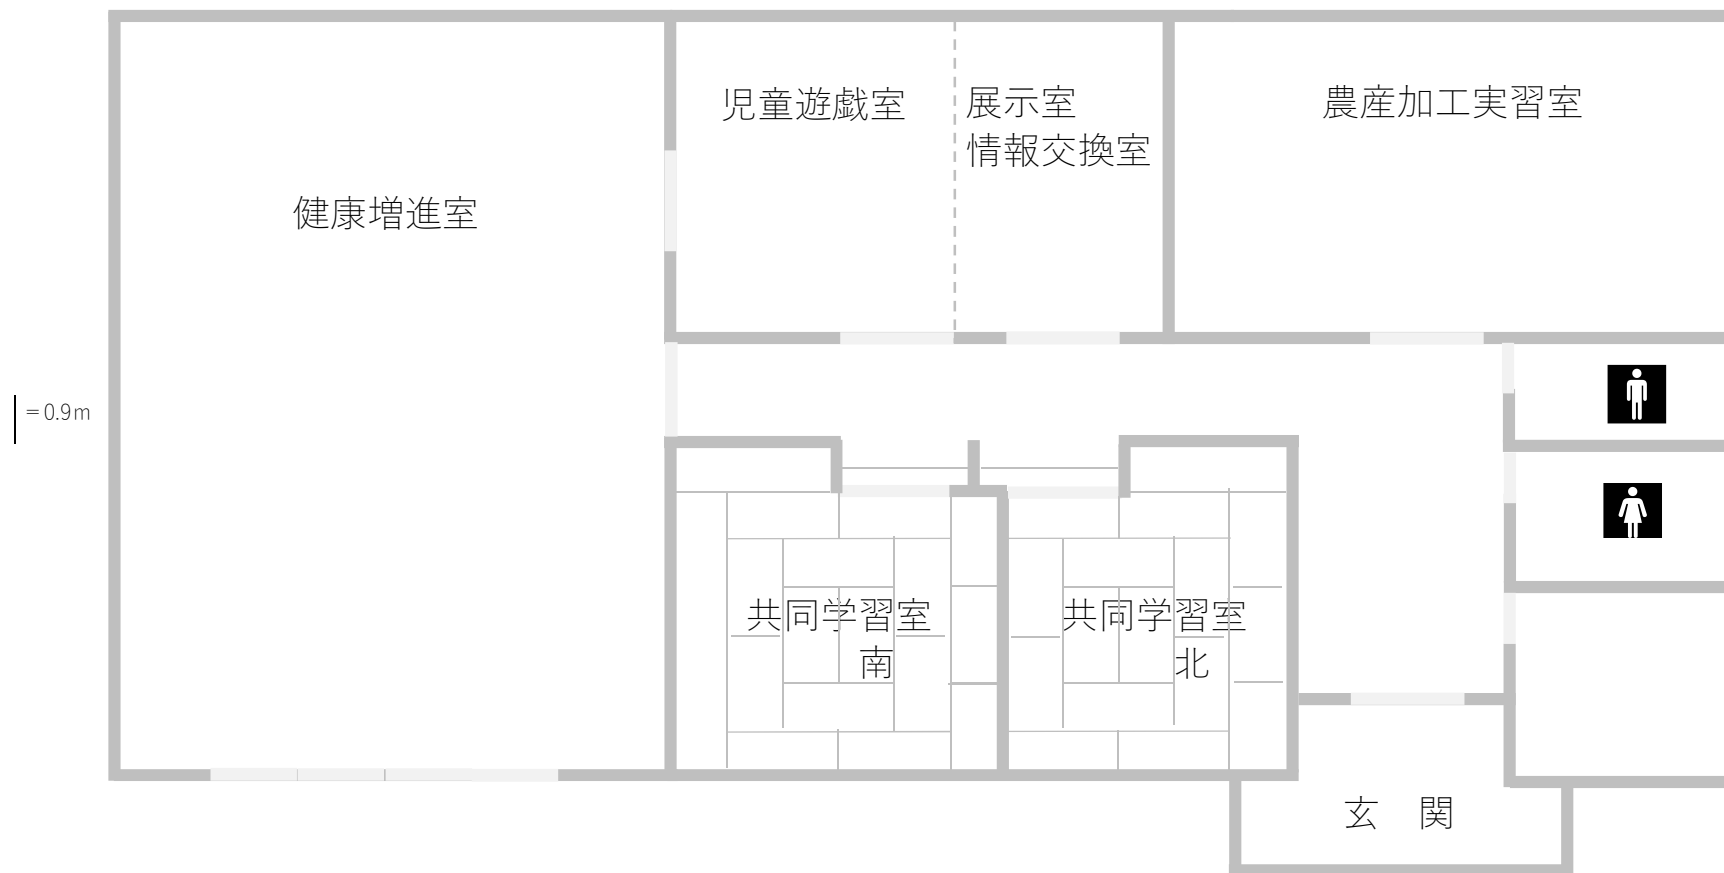 児童遊戯室
展示室
情報交換室
農産加工実習室
健康増進室
＝0.9m
共同学習室
南
共同学習室
北
玄　関